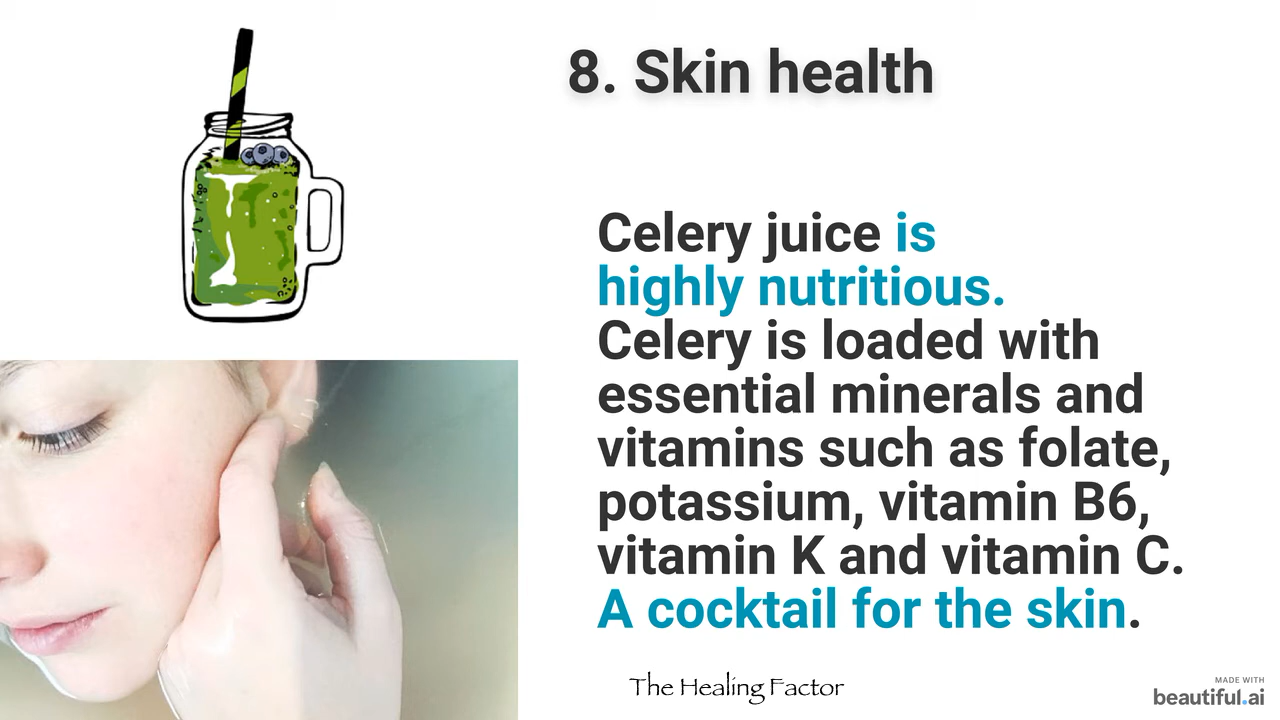 8. Skin health
Celery juice is
highly nutritious.
Celery is loaded with
essential minerals and
vitamins such as folate,
potassium, vitamin B6,
vitamin K and vitamin C.
A cocktail for the skin.
The Healing Factor
MADE WITH
beautiful.ai